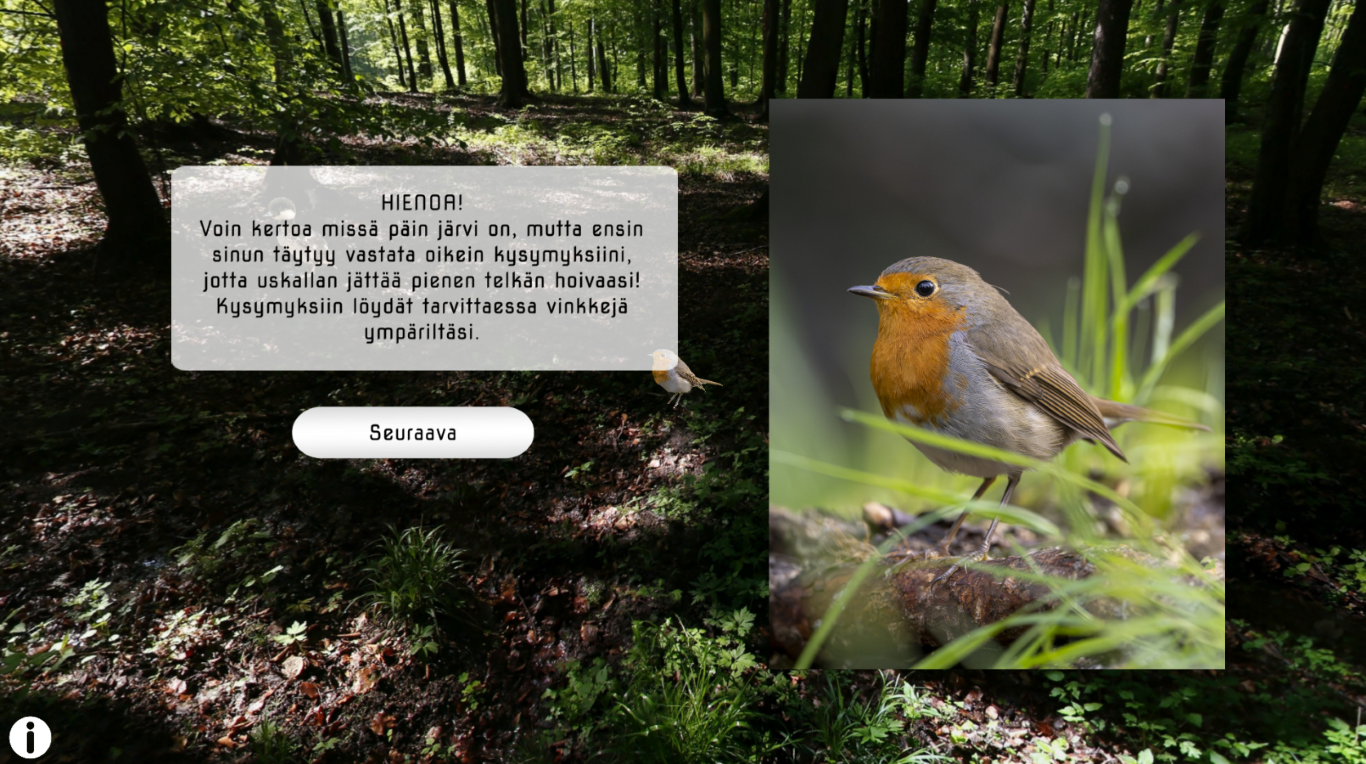 HIENOA!
Voin kertoa missä päin järvi on, mutta ensin
sinun täytyy vastata oikein kysymyksiini,
jotta uskallan jättää pienen telkän hoivaasi!
Kysymyksiin löydät tarvittaessa vinkkejä
ympäriltäsi.
Seuraava
i